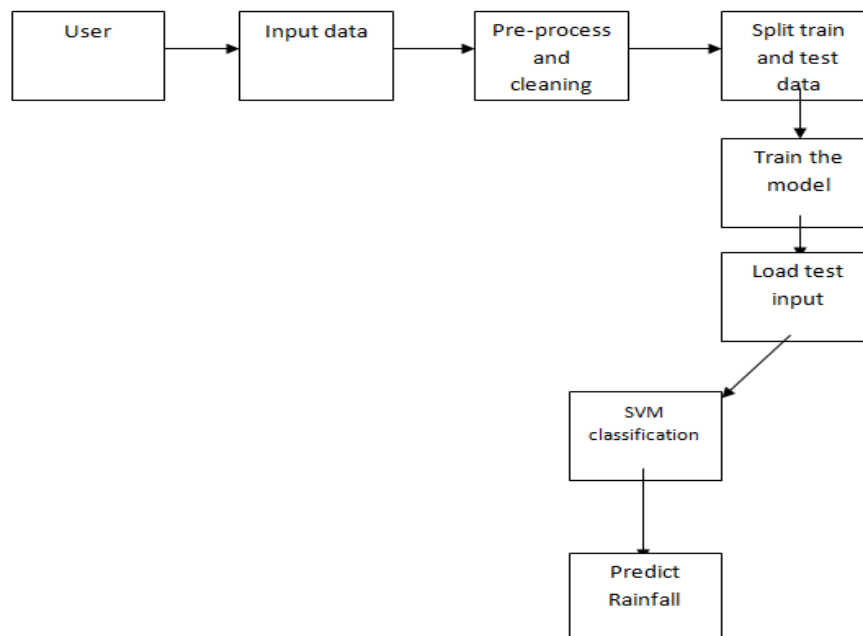 User
Input data
Pre-process
and
cleaning
Split train
and test
data
Train the
model
Load test
input
SVM
classification
Predict
Rainfall